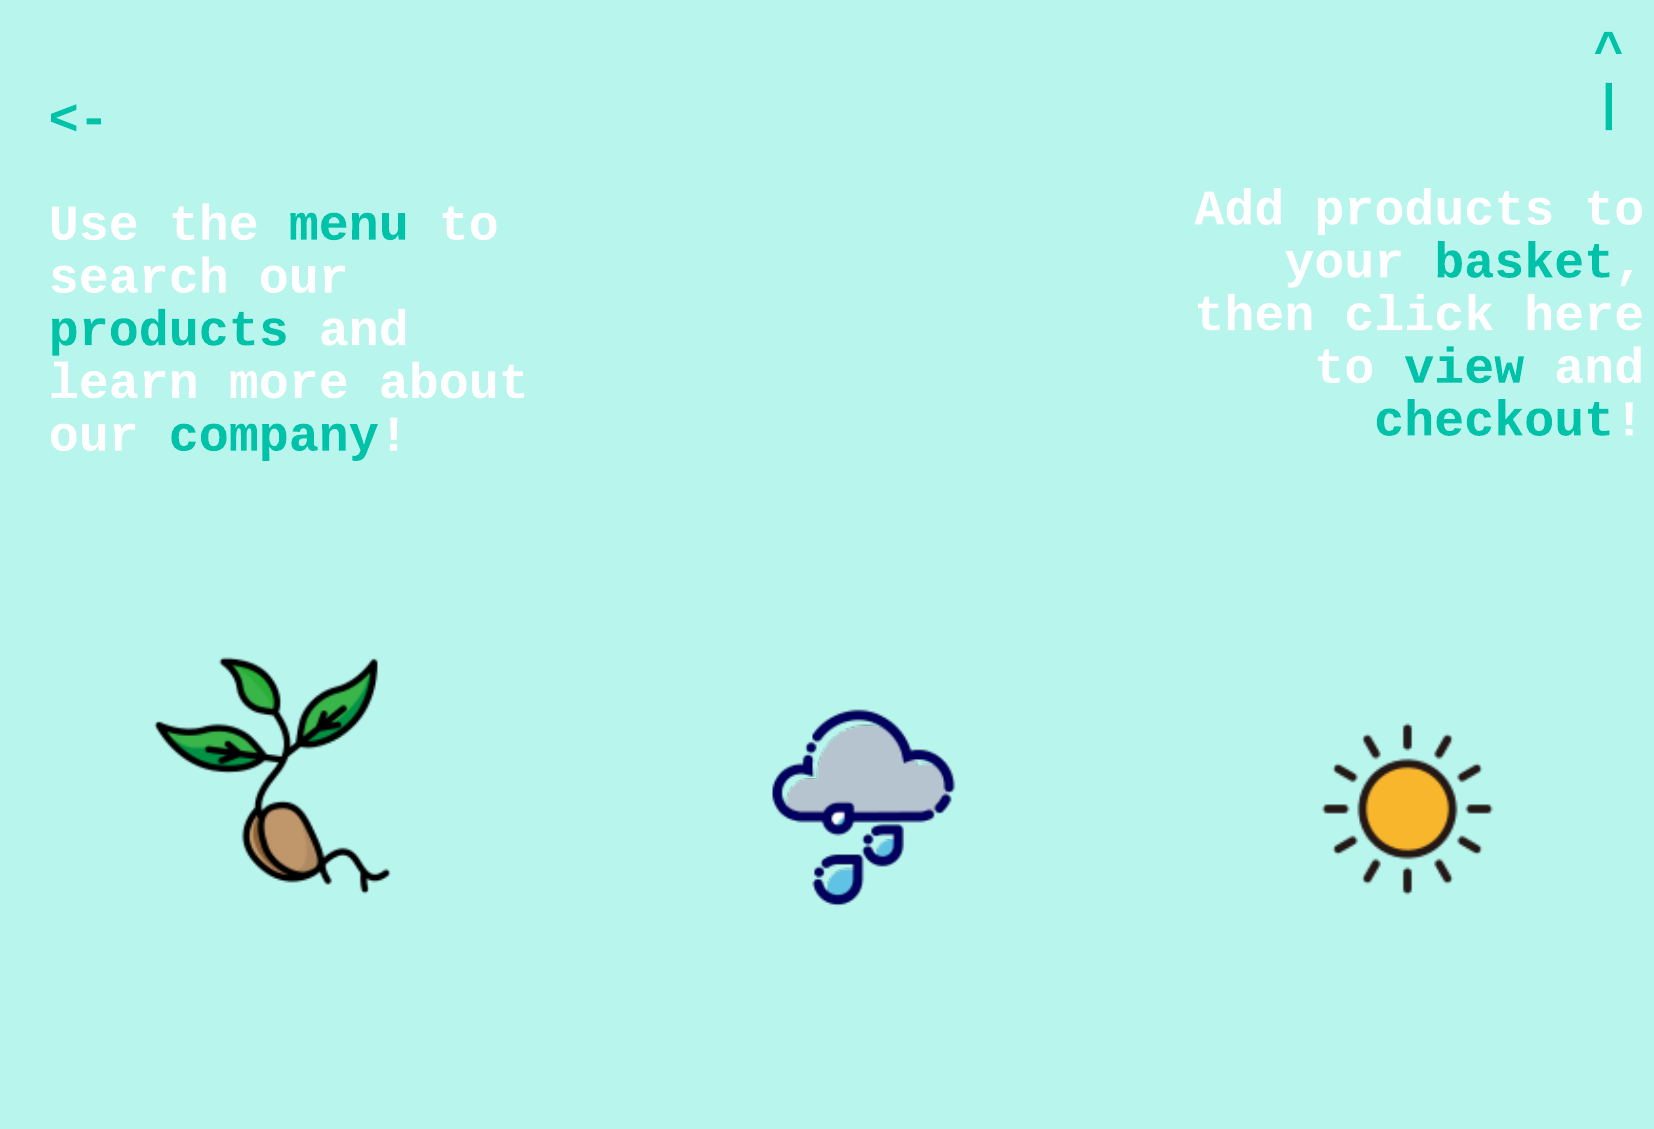 <-
Use the menu to
search our
products and
learn more about
our company!
^
|
Add products to
your basket,
then click here
to view and
checkout!